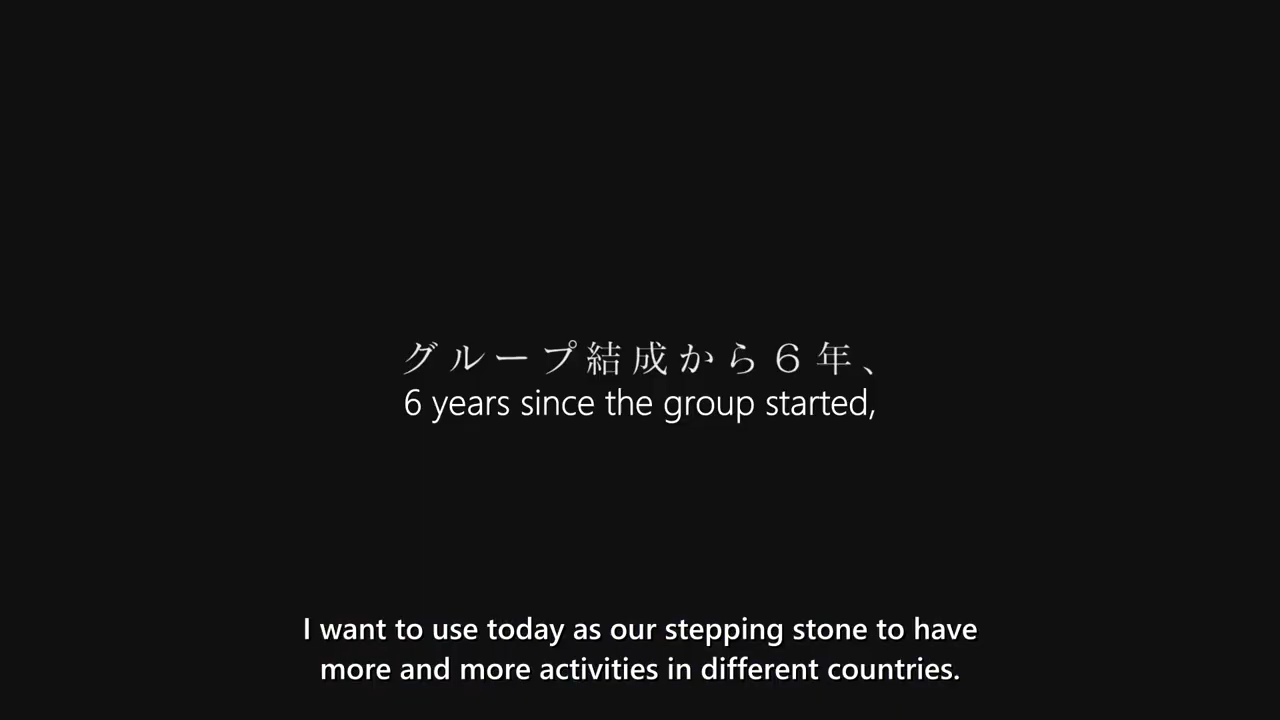 グループ結成から６年、
6 years since the group started,
I want to use today as our stepping stone to have
more and more activities in different countries.